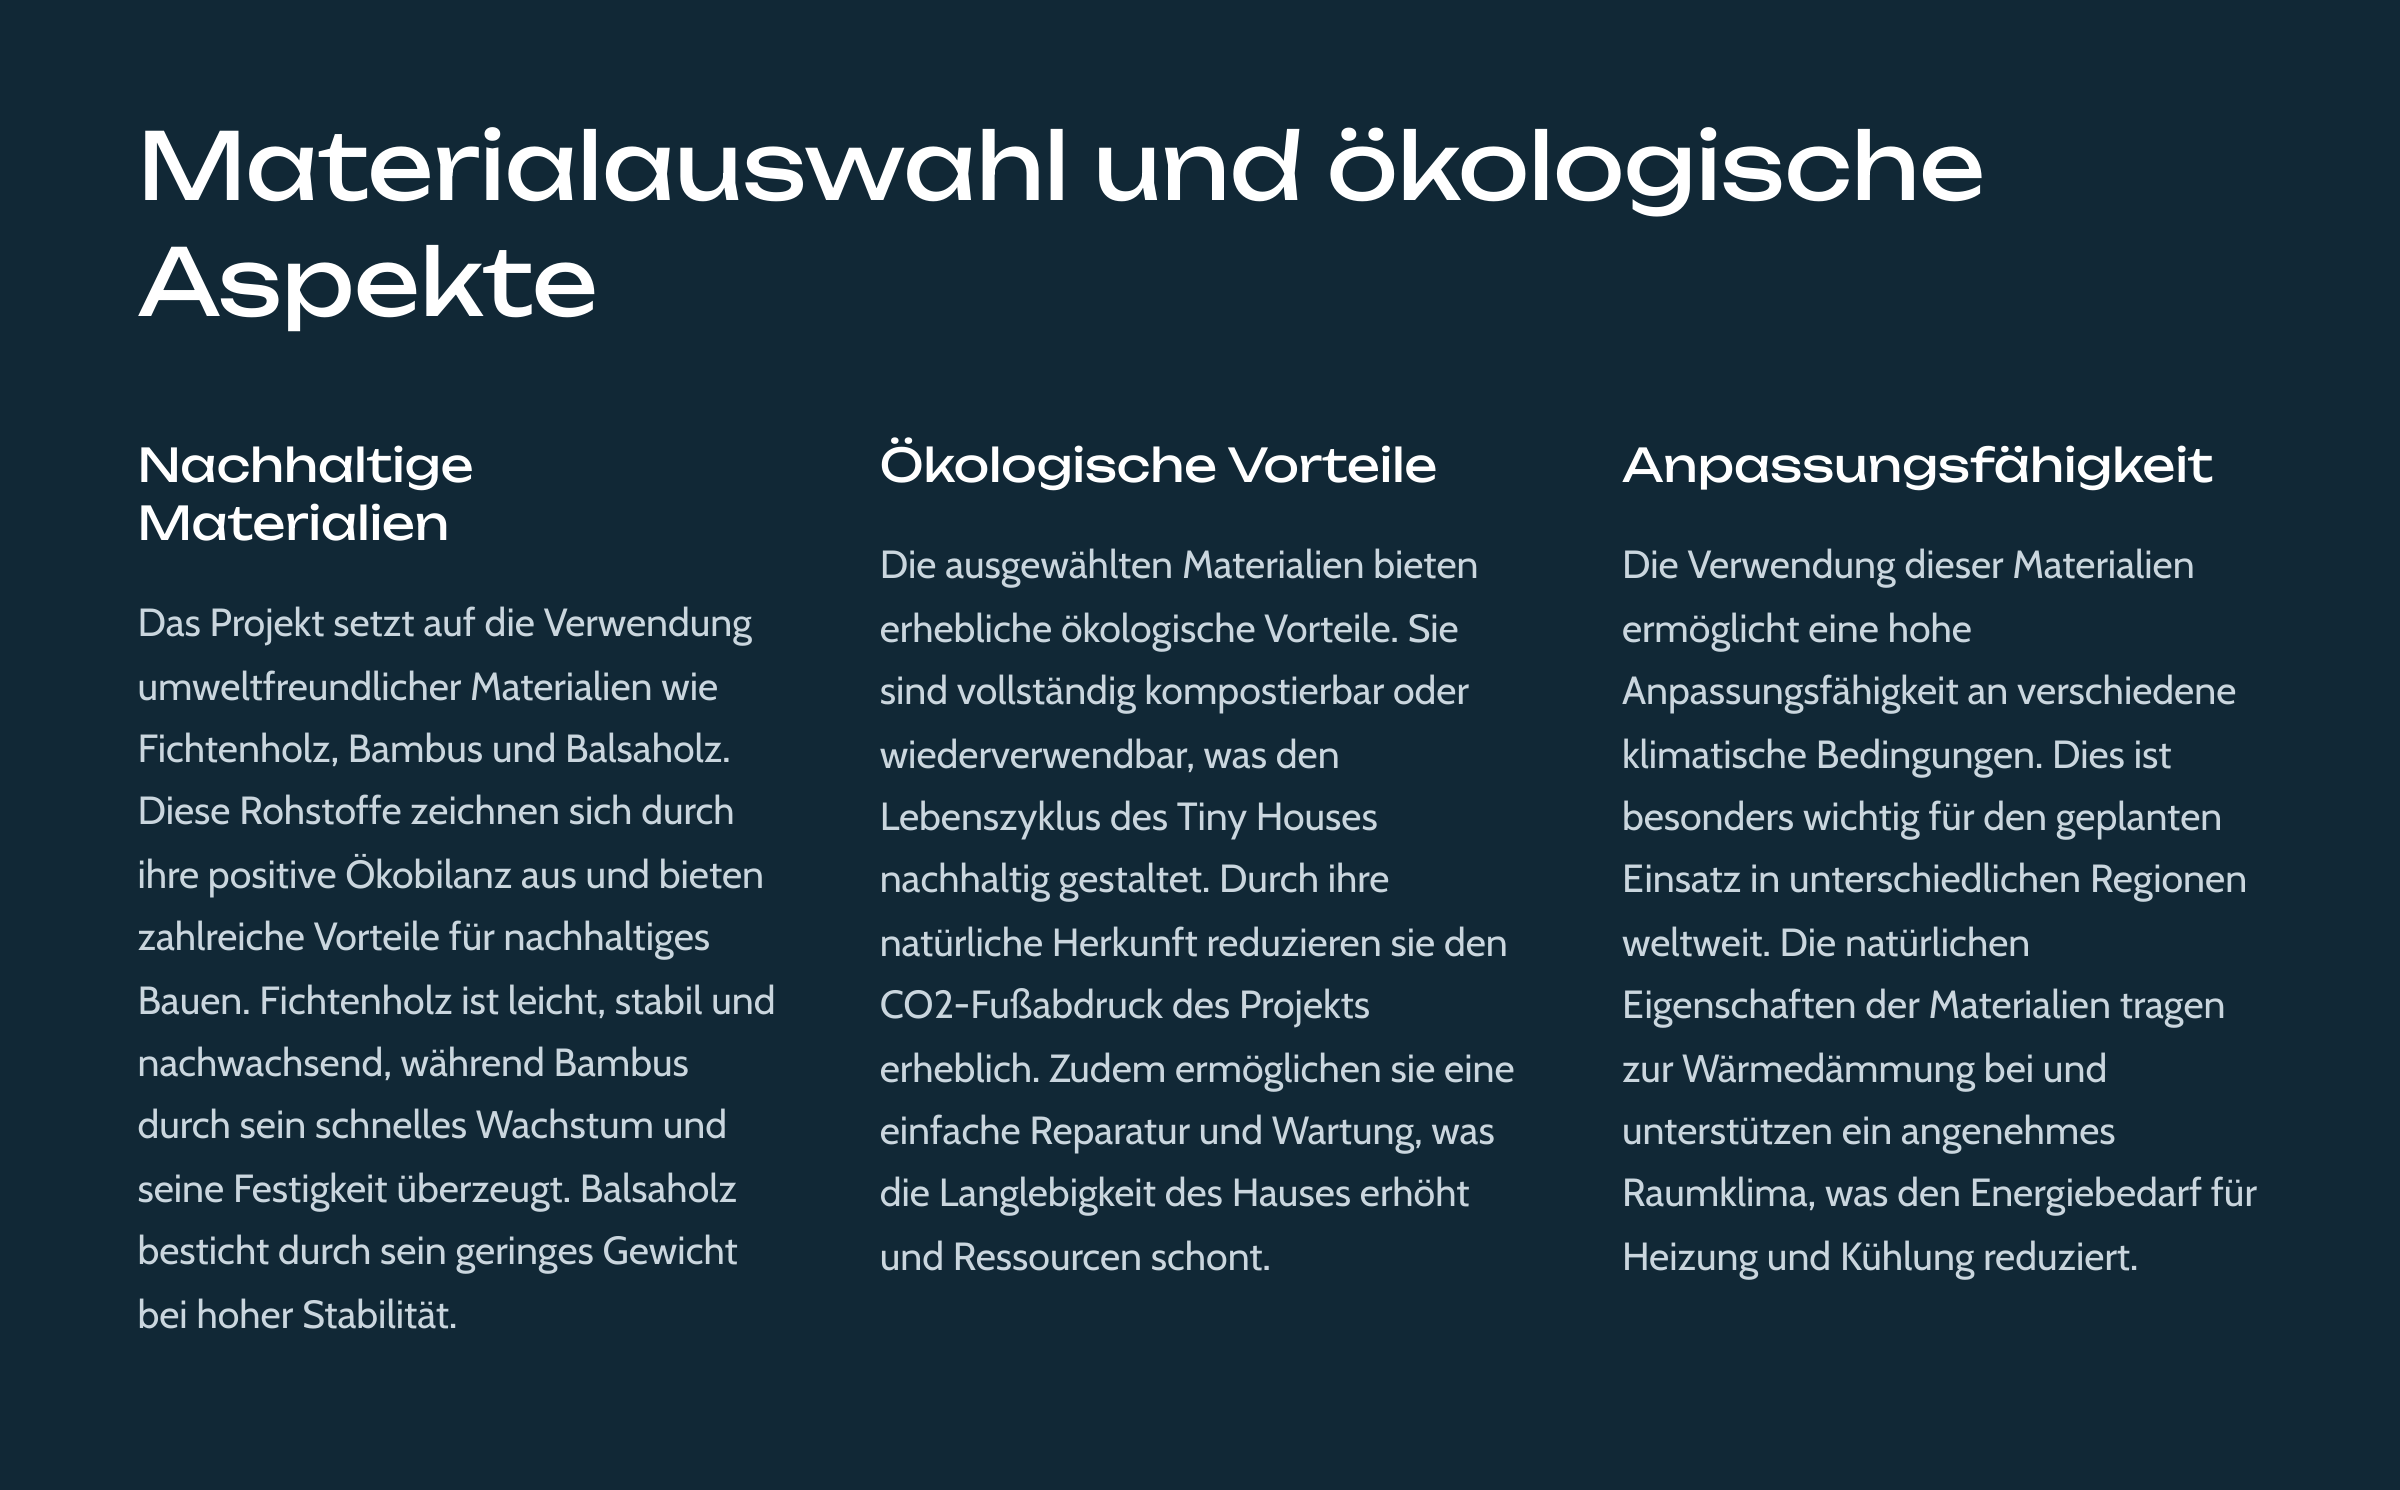 Materialauswahl und ökologische
Aspekte
Nachhaltige
Materialien
Das Projekt setzt auf die Verwendung
umweltfreundlicher Materialien wie
Fichtenholz, Bambus und Balsaholz.
Diese Rohstoffe zeichnen sich durch
ihre positive Ökobilanz aus und bieten
zahlreiche Vorteile für nachhaltiges
Bauen. Fichtenholz ist leicht, stabil und
nachwachsend, während Bambus
durch sein schnelles Wachstum und
seine Festigkeit überzeugt. Balsaholz
besticht durch sein geringes Gewicht
bei hoher Stabilität.
Ökologische Vorteile
Die ausgewählten Materialien bieten
erhebliche ökologische Vorteile. Sie
sind vollständig kompostierbar oder
wiederverwendbar, was den
Lebenszyklus des Tiny Houses
nachhaltig gestaltet. Durch ihre
natürliche Herkunft reduzieren sie den
CO2-Fußabdruck des Projekts
erheblich. Zudem ermöglichen sie eine
einfache Reparatur und Wartung, was
die Langlebigkeit des Hauses erhöht
und Ressourcen schont.
Anpassungsfähigkeit
Die Verwendung dieser Materialien
ermöglicht eine hohe
Anpassungsfähigkeit an verschiedene
klimatische Bedingungen. Dies ist
besonders wichtig für den geplanten
Einsatz in unterschiedlichen Regionen
weltweit. Die natürlichen
Eigenschaften der Materialien tragen
zur Wärmedämmung bei und
unterstützen ein angenehmes
Raumklima, was den Energiebedarf für
Heizung und Kühlung reduziert.